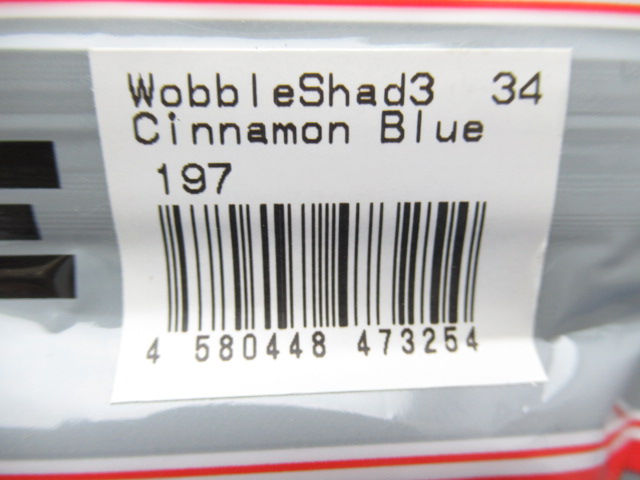 WobbleShad3 34
Cinnamon Blue
197
4 580448 473254